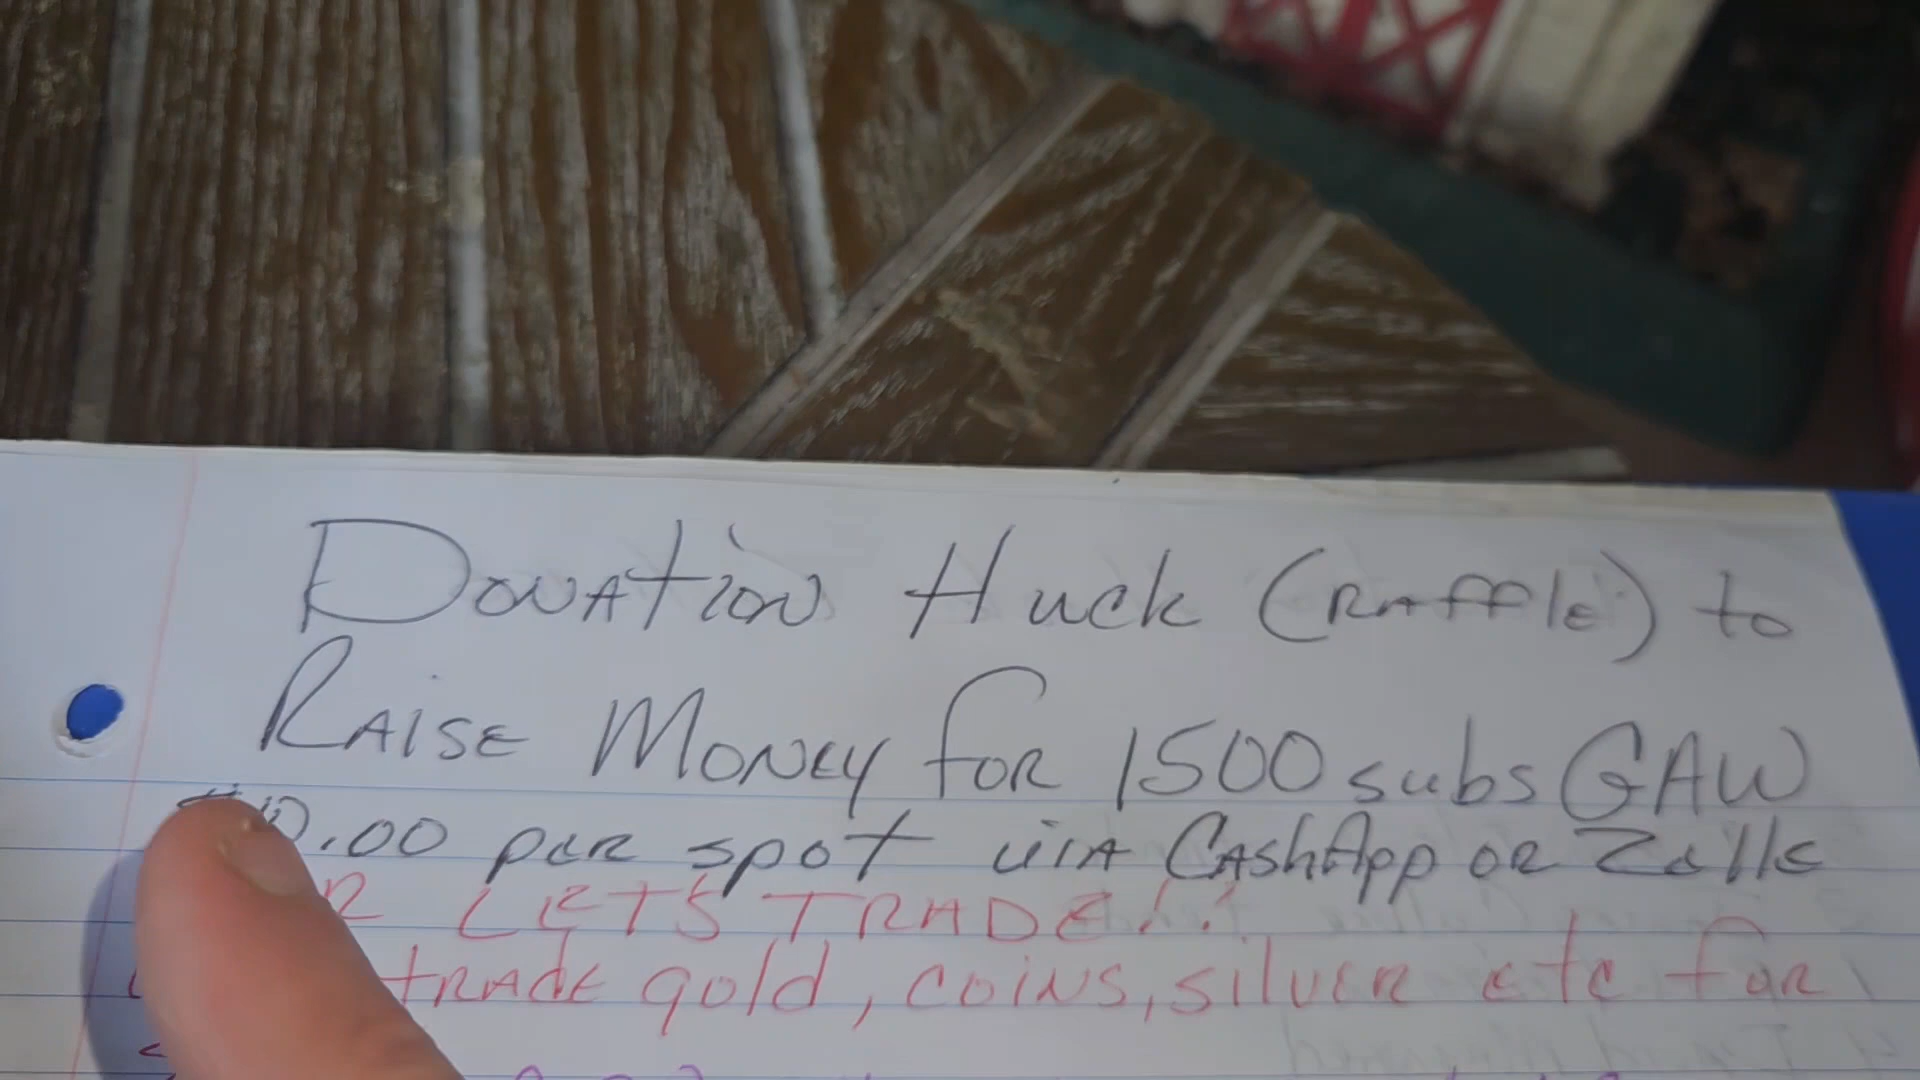 Donation Huck (Raffle) to
Raise Money for 1500 subs GAW
.00 per spot via CashApp or Zelle
LETS TRADE!!
trade gold, coins, silver etc for